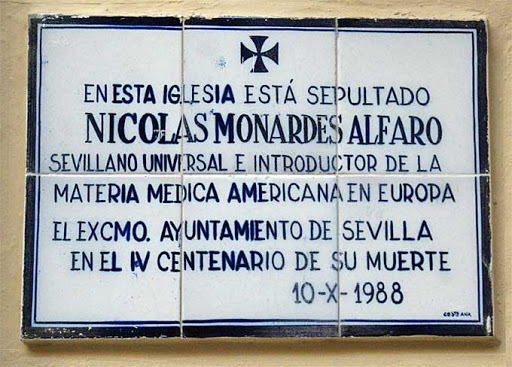 EN ESTA IGLESIA ESTÁ SEPULTADO
NICOLAS MONARDES ALFARO
SEVILLANO UNIVERSAL E INTRODUCTOR DE LA
MATERIA MEDICA AMERICANA EN EUROPA
EL EXCMO. AYUNTAMIENTO DE SEVILLA
EN EL IV CENTENARIO DE SU MUERTE
10-X-1988